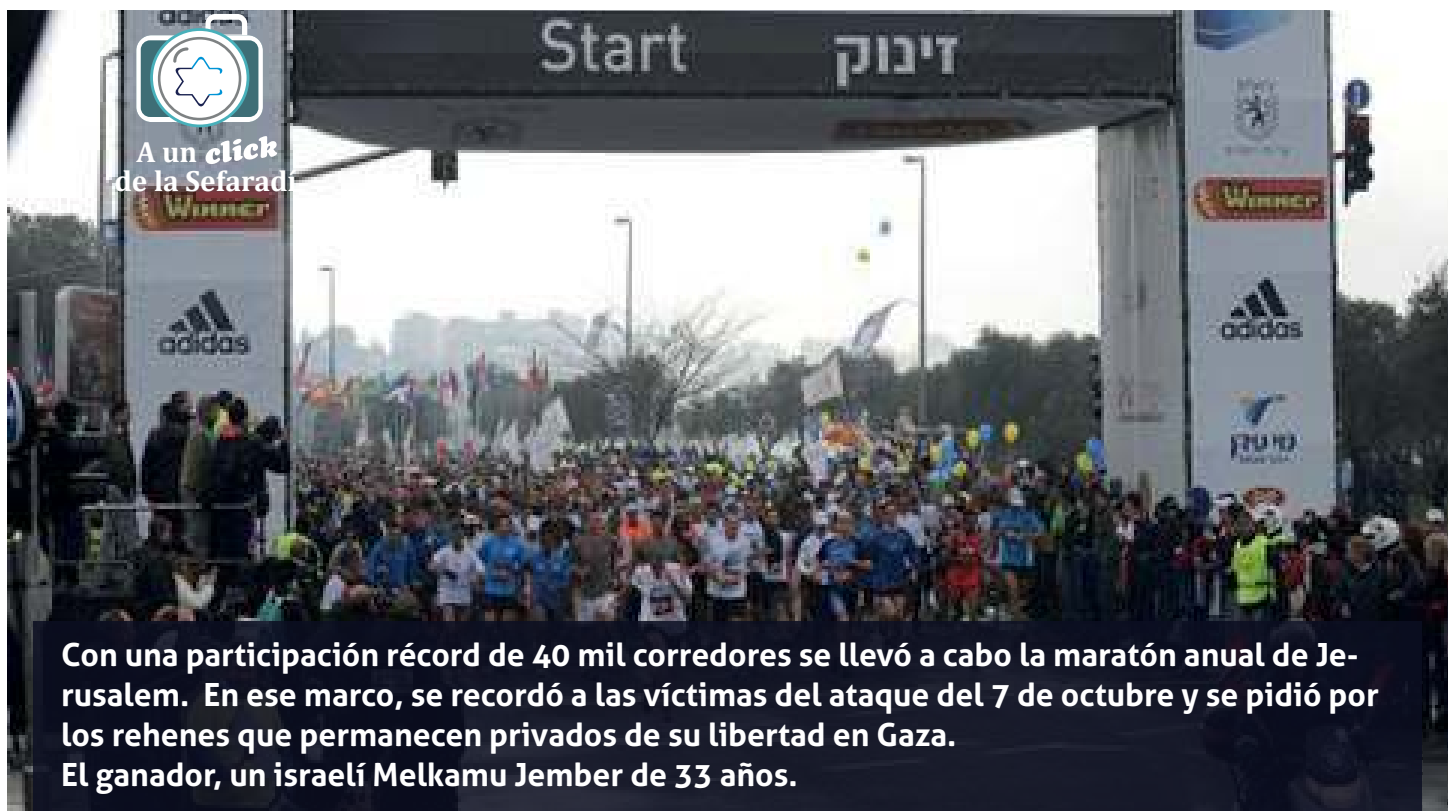 adidas
Start זינוק
A un click
de la Sefaradí
Winner
Winner
adidas
adidas
Con una participación récord de 40 mil corredores se llevó a cabo la maratón anual de Je-
rusalem. En ese marco, se recordó a las víctimas del ataque del 7 de octubre y se pidió por
los rehenes que permanecen privados de su libertad en Gaza.
El ganador, un israelí Melkamu Jember de 33 años.